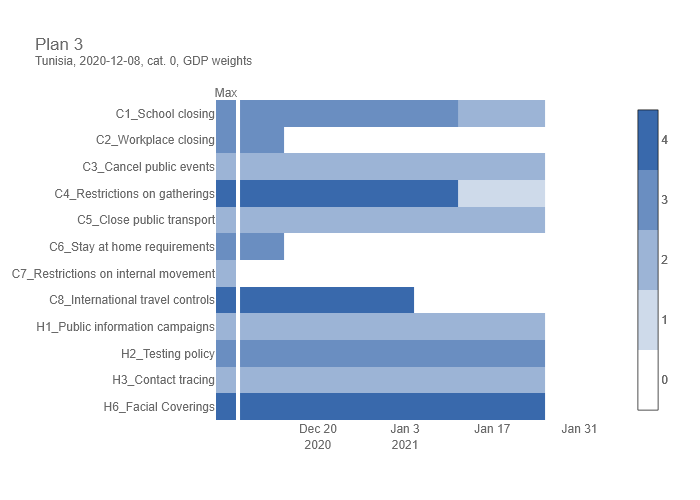 Plan 3
Tunisia, 2020-12-08, cat. 0, GDP weights
Max
C1_School closing
C2_Workplace closing
C3_Cancel public events
C4_Restrictions on gatherings
C5_Close public transport
C6_Stay at home requirements
C7_Restrictions on internal movement
C8_International travel controls
H1_Public information campaigns
H2_Testing policy
H3_Contact tracing
H6_Facial Coverings
Dec 20 Jan 3 Jan 17 Jan 31
2020 2021
4
3
2
1
0